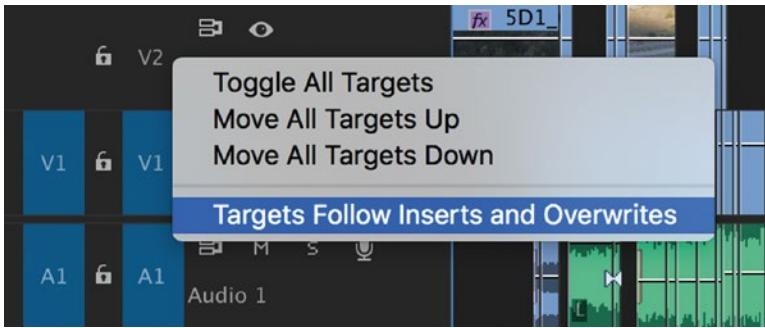 fx 5D1_
V2
Toggle All Targets
Move All Targets Up
Move All Targets Down
V1 V1
Targets Follow Inserts and Overwrites
M S
A1 A1
Audio 1
L